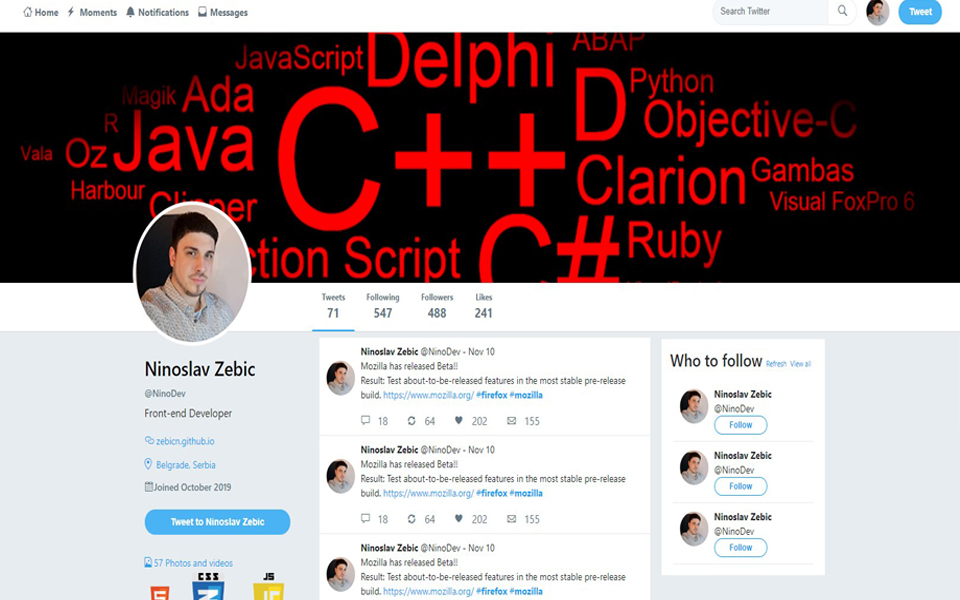 Home Moments Notifications Messages
Search Twitter
Tweet
JavaScript Delphi ABAP
Magik Ada Python
R Java C++ D Objective-C
Vala Oz Clarion Gambas
Harbour Clipper Visual FoxPro 6
ction Script C# Ruby
Tweets Following Followers Likes
71 547 488 241
Ninoslav Zebic
@NinoDev
Front-end Developer
zebicn.github.io
Belgrade, Serbia
Joined October 2019
Tweet to Ninoslav Zebic
57 Photos and videos
5 CSS JS
Ninoslav Zebic @NinoDev - Nov 10
Mozilla has released Beta!!
Result: Test about-to-be-released features in the most stable pre-release
build. https://www.mozilla.org/ #firefox #mozilla
18 64 202 155
Ninoslav Zebic @NinoDev - Nov 10
Mozilla has released Beta!!
Result: Test about-to-be-released features in the most stable pre-release
build. https://www.mozilla.org/ #firefox #mozilla
18 64 202 155
Ninoslav Zebic @NinoDev - Nov 10
Mozilla has released Beta!!
Result: Test about-to-be-released features in the most stable pre-release
build. https://www.mozilla.org/ #firefox #mozilla
Who to follow Refresh View all
Ninoslav Zebic
@NinoDev
Follow
Ninoslav Zebic
@NinoDev
Follow
Ninoslav Zebic
@NinoDev
Follow